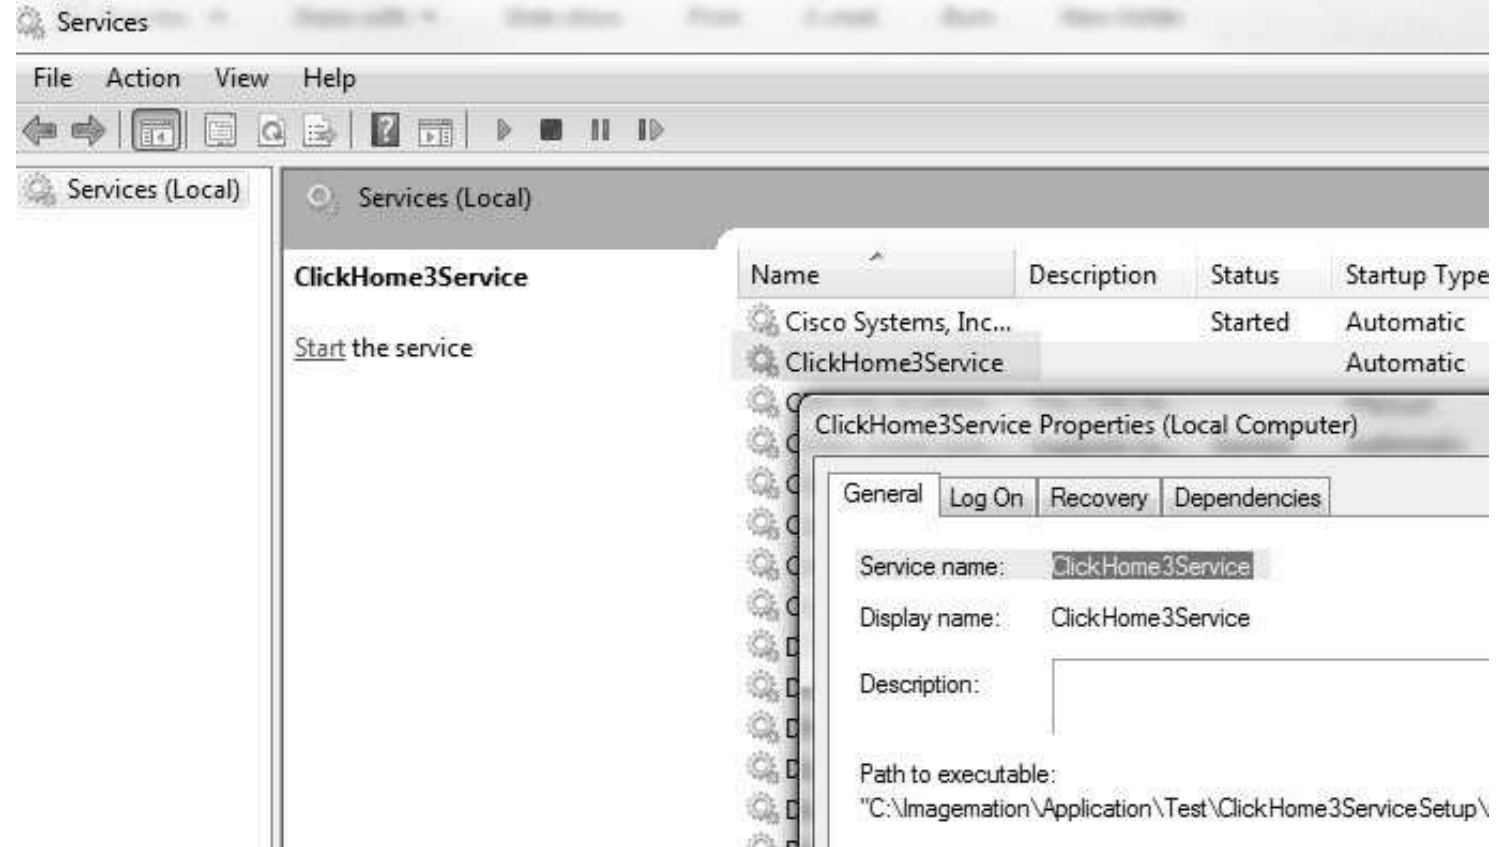 Services
File Action View Help
Services (Local)
Services (Local)
ClickHome3Service
Start the service
Name Description Status Startup Type
Cisco Systems, Inc... Started Automatic
ClickHome3Service Automatic
ClickHome3Service Properties (Local Computer)
General Log On Recovery Dependencies
Service name: ClickHome3Service
Display name: ClickHome3Service
Description:
Path to executable:
"C:\Imagemation\Application\Test\ClickHome3ServiceSetup\